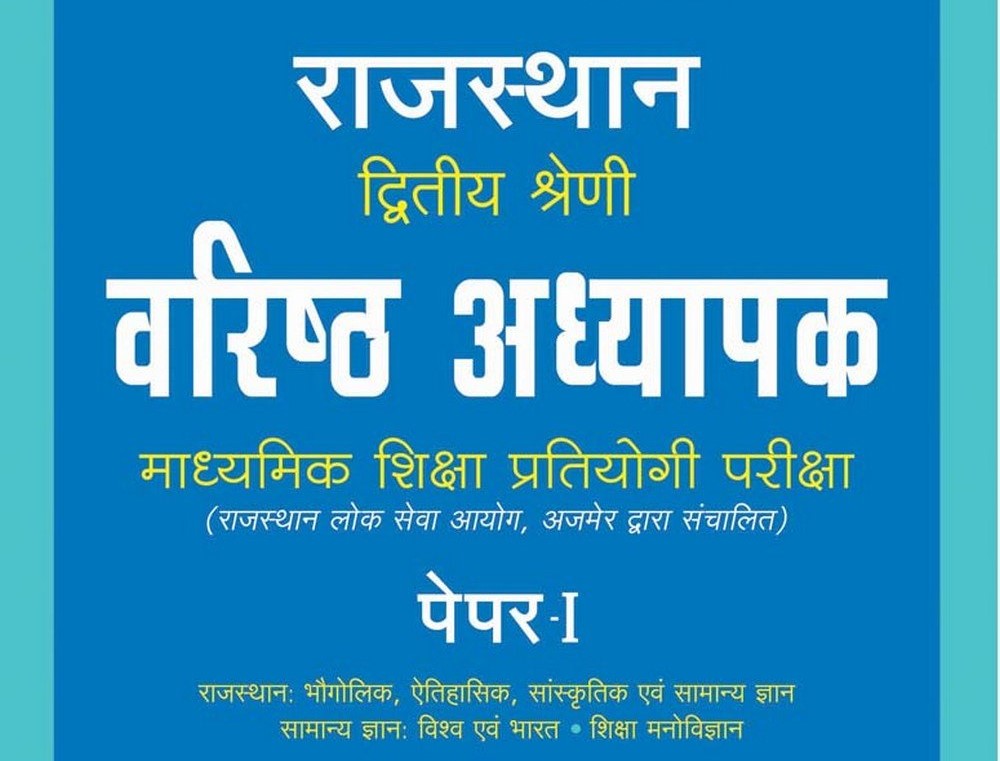 राजस्थान
द्वितीय श्रेणी
वरिष्ठ अध्यापक
माध्यमिक शिक्षा प्रतियोगी परीक्षा
(राजस्थान लोक सेवा आयोग, अजमेर द्वारा संचालित)
पेपर-I
राजस्थान: भौगोलिक, ऐतिहासिक, सांस्कृतिक एवं सामान्य ज्ञान
सामान्य ज्ञान: विश्व एवं भारत • शिक्षा मनोविज्ञान